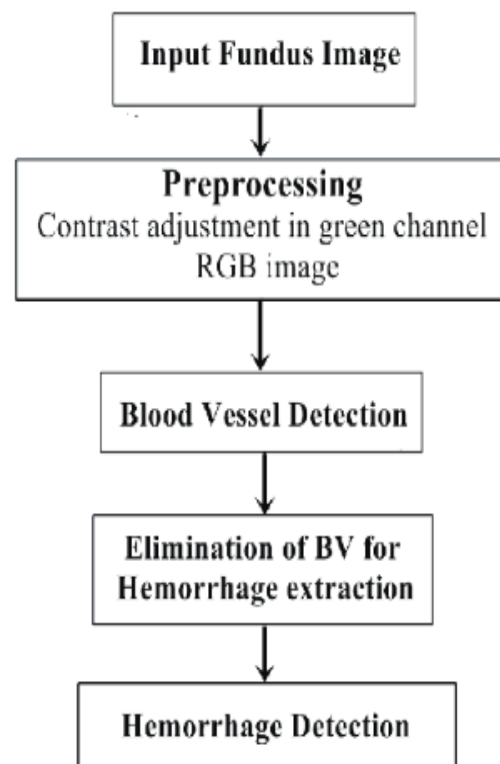 Input Fundus Image
Preprocessing
Contrast adjustment in green channel
RGB image
Blood Vessel Detection
Elimination of BV for
Hemorrhage extraction
Hemorrhage Detection